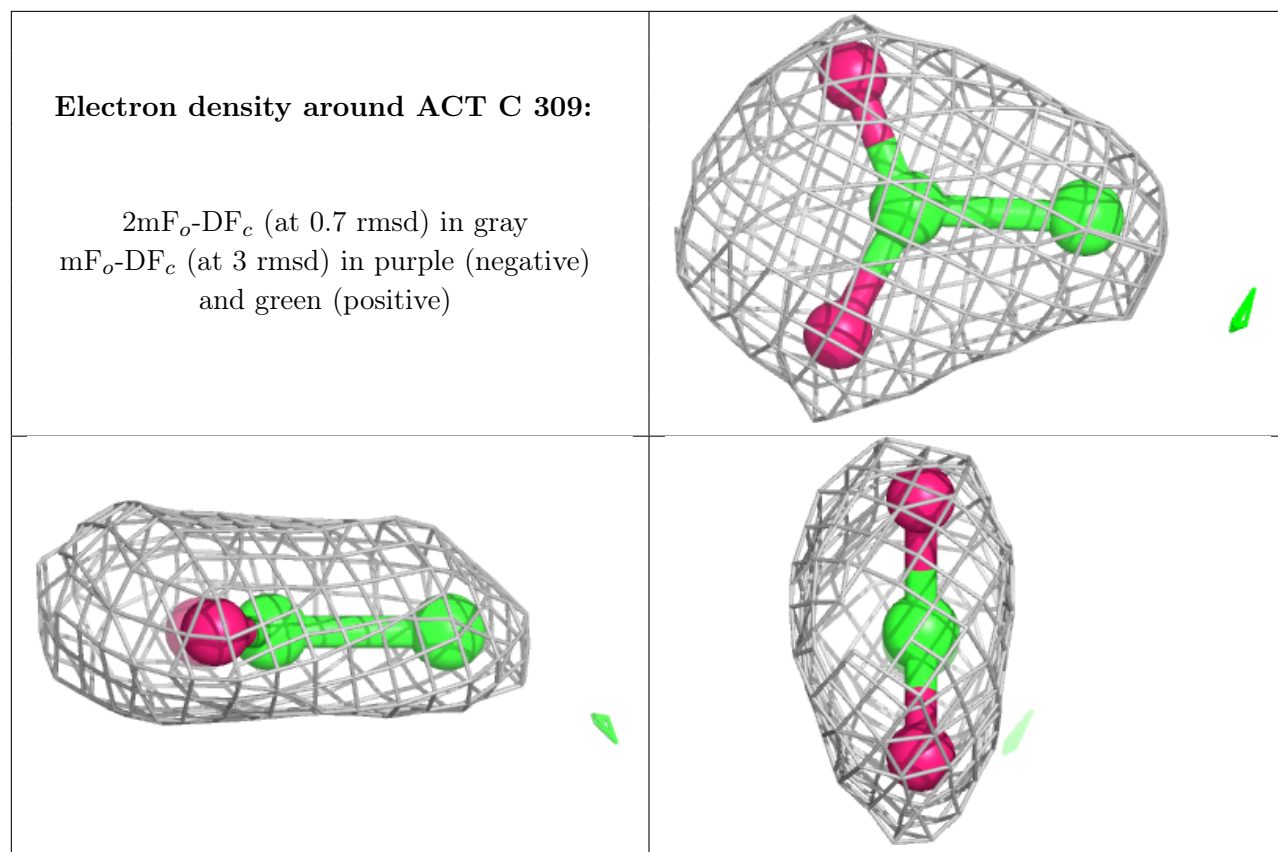 Electron density around ACT C 309:
2mFo-DFc (at 0.7 rmsd) in gray
mFo-DFc (at 3 rmsd) in purple (negative)
and green (positive)